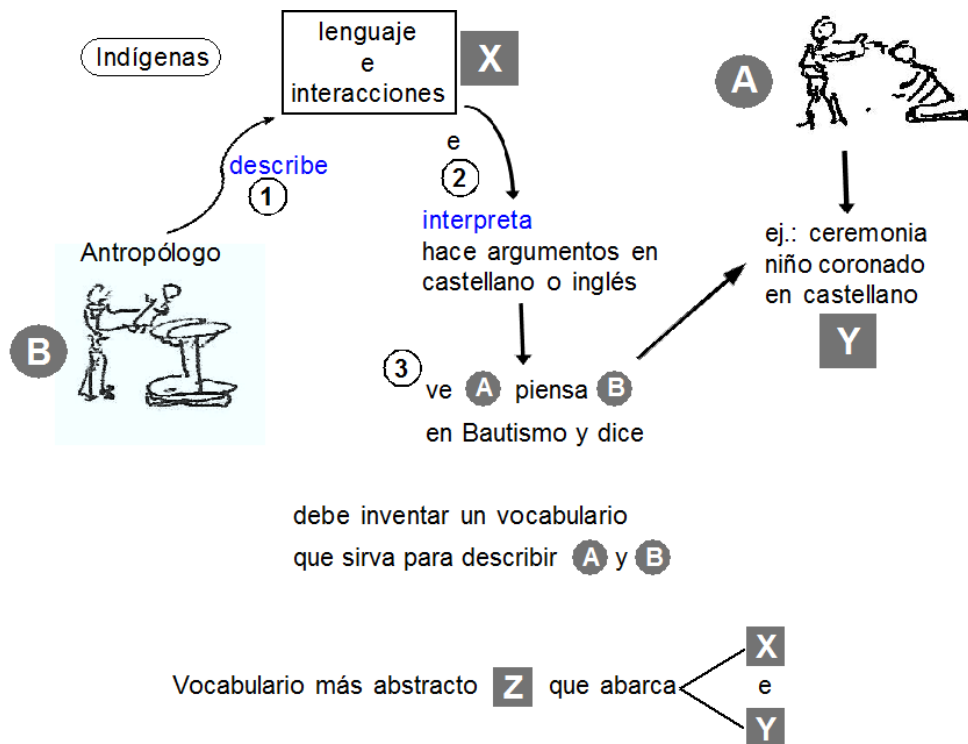 Indígenas
lenguaje
e
interacciones
X
describe
1
e
2
interpreta
hace argumentos en
castellano o inglés
A
ej.: ceremonia
niño coronado
en castellano
Y
Antropólogo
B
3
ve A piensa B
en Bautismo y dice
debe inventar un vocabulario
que sirva para describir A y B
Vocabulario más abstracto Z que abarca
X
e
Y